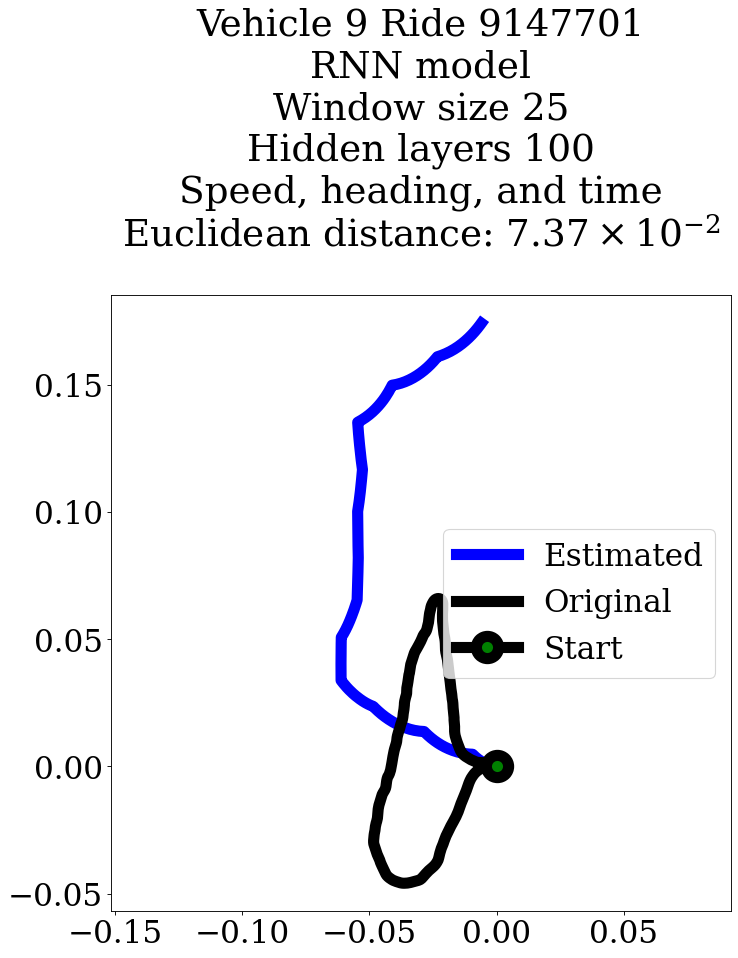 Vehicle 9 Ride 9147701
RNN model
Window size 25
Hidden layers 100
Speed, heading, and time
Euclidean distance: 7.37 × 10⁻²
0.15
0.10
0.05
0.00
−0.05
Estimated
Original
Start
−0.15 −0.10 −0.05 0.00 0.05